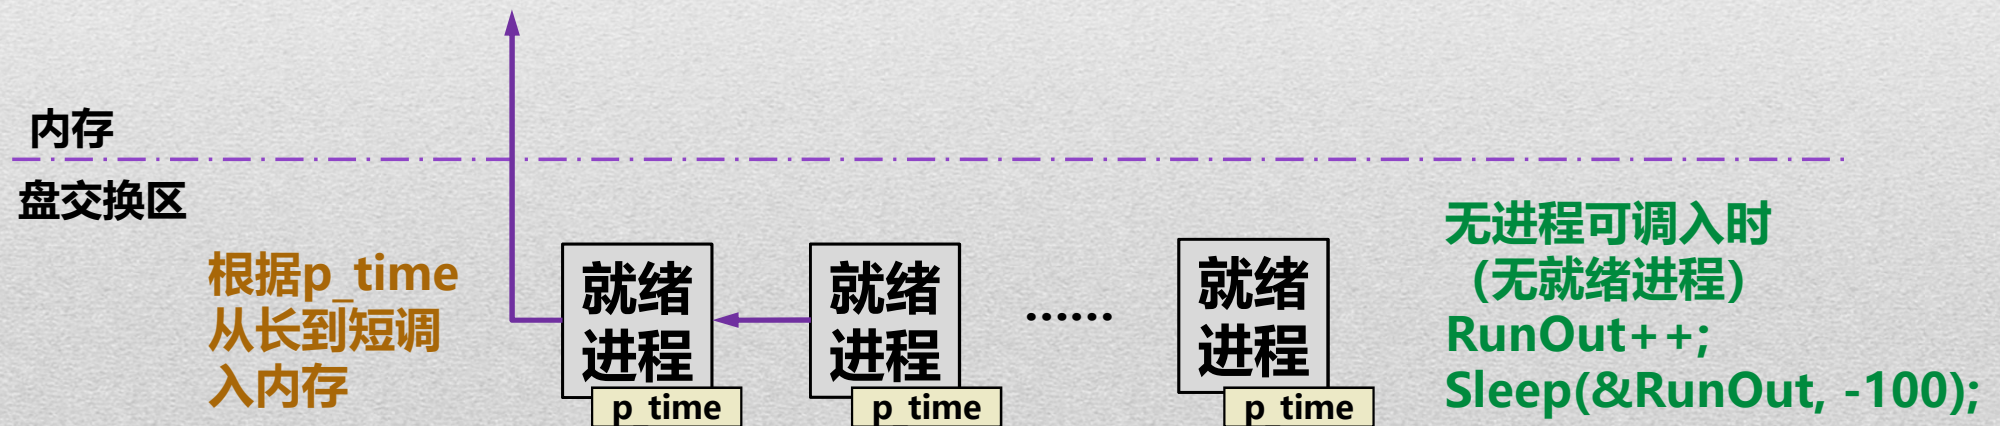 内存
盘交换区
根据p_time
从长到短调
入内存
就绪
进程
p_time
就绪
进程
p_time
......
就绪
进程
p_time
无进程可调入时
（无就绪进程）
RunOut++;
Sleep(&RunOut, -100);